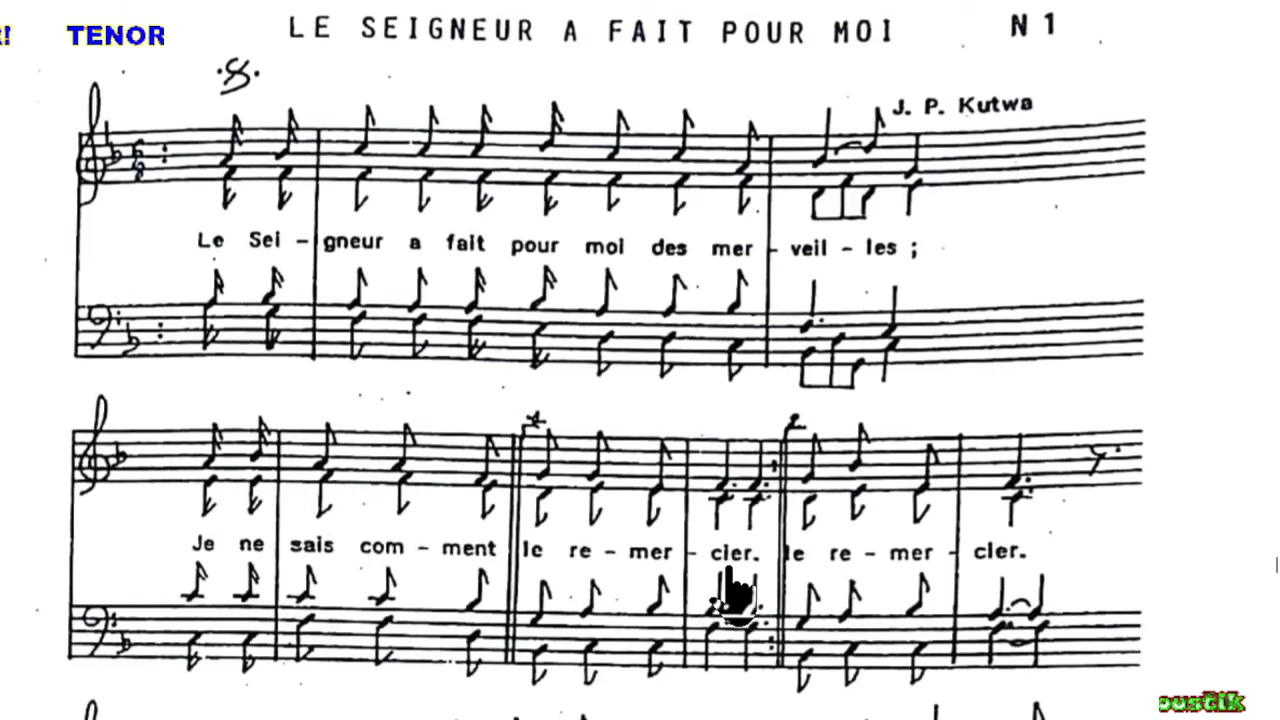 TENOR
LE SEIGNEUR A FAIT POUR MOI
N 1
J. P. Kutwa
Le Sei - gneur a fait pour moi des mer - veil - les ;
Je ne sais com - ment le re - mer - cier. le re - mer - cier.
oustik